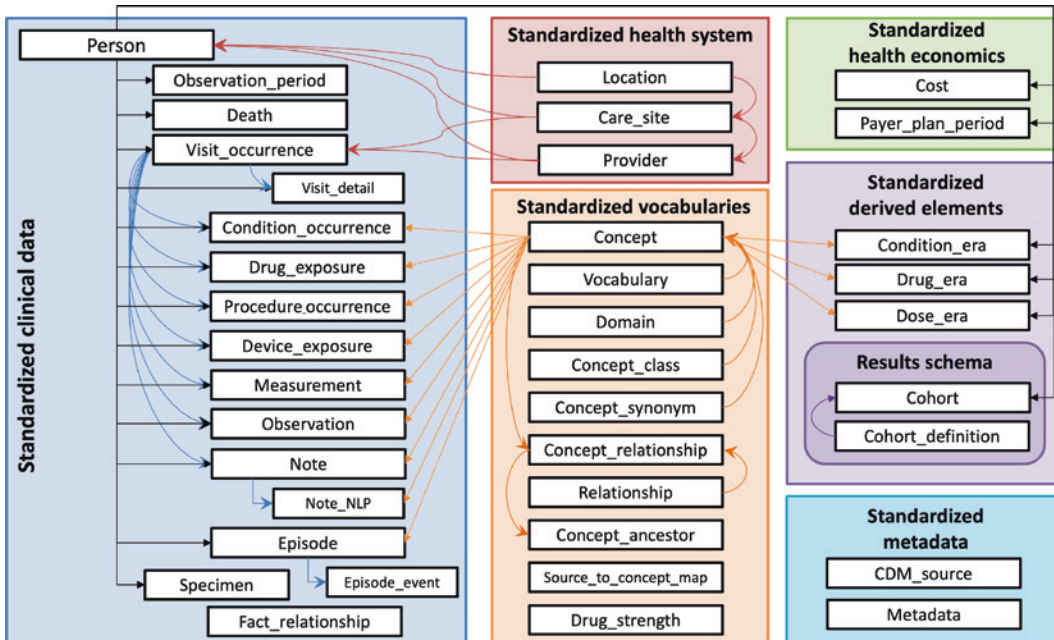 Standardized clinical data
Person
Observation_period
Death
Visit_occurrence
Visit_detail
Condition_occurrence
Drug_exposure
Procedure_occurrence
Device_exposure
Measurement
Observation
Note
Note_NLP
Episode
Specimen
Episode_event
Fact_relationship
Standardized health system
Location
Care_site
Provider
Standardized vocabularies
Concept
Vocabulary
Domain
Concept_class
Concept_synonym
Concept_relationship
Relationship
Concept_ancestor
Source_to_concept_map
Drug_strength
Standardized
health economics
Cost
Payer_plan_period
Standardized
derived elements
Condition_era
Drug_era
Dose_era
Results schema
Cohort
Cohort_definition
Standardized
metadata
CDM_source
Metadata